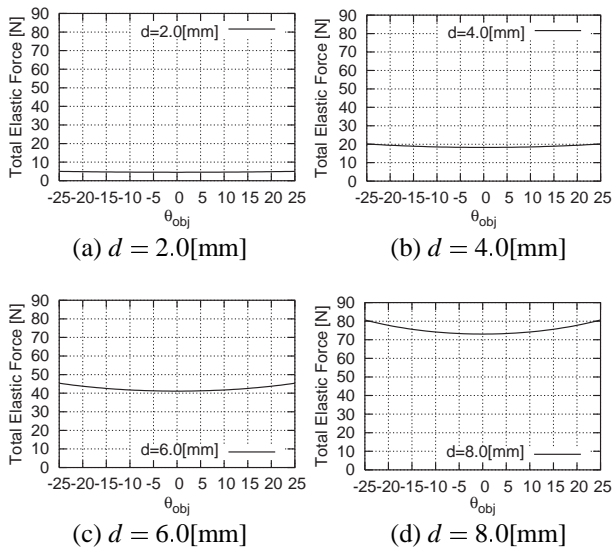 Total Elastic Force [N]
90
80
70
60
50
40
30
20
10
0
d=2.0[mm]
-25-20-15-10 -5 0 5 10 15 20 25
θobj
(a) d = 2.0[mm]
Total Elastic Force [N]
90
80
70
60
50
40
30
20
10
0
d=4.0[mm]
-25-20-15-10 -5 0 5 10 15 20 25
θobj
(b) d = 4.0[mm]
Total Elastic Force [N]
90
80
70
60
50
40
30
20
10
0
d=6.0[mm]
-25-20-15-10 -5 0 5 10 15 20 25
θobj
(c) d = 6.0[mm]
Total Elastic Force [N]
90
80
70
60
50
40
30
20
10
0
d=8.0[mm]
-25-20-15-10 -5 0 5 10 15 20 25
θobj
(d) d = 8.0[mm]